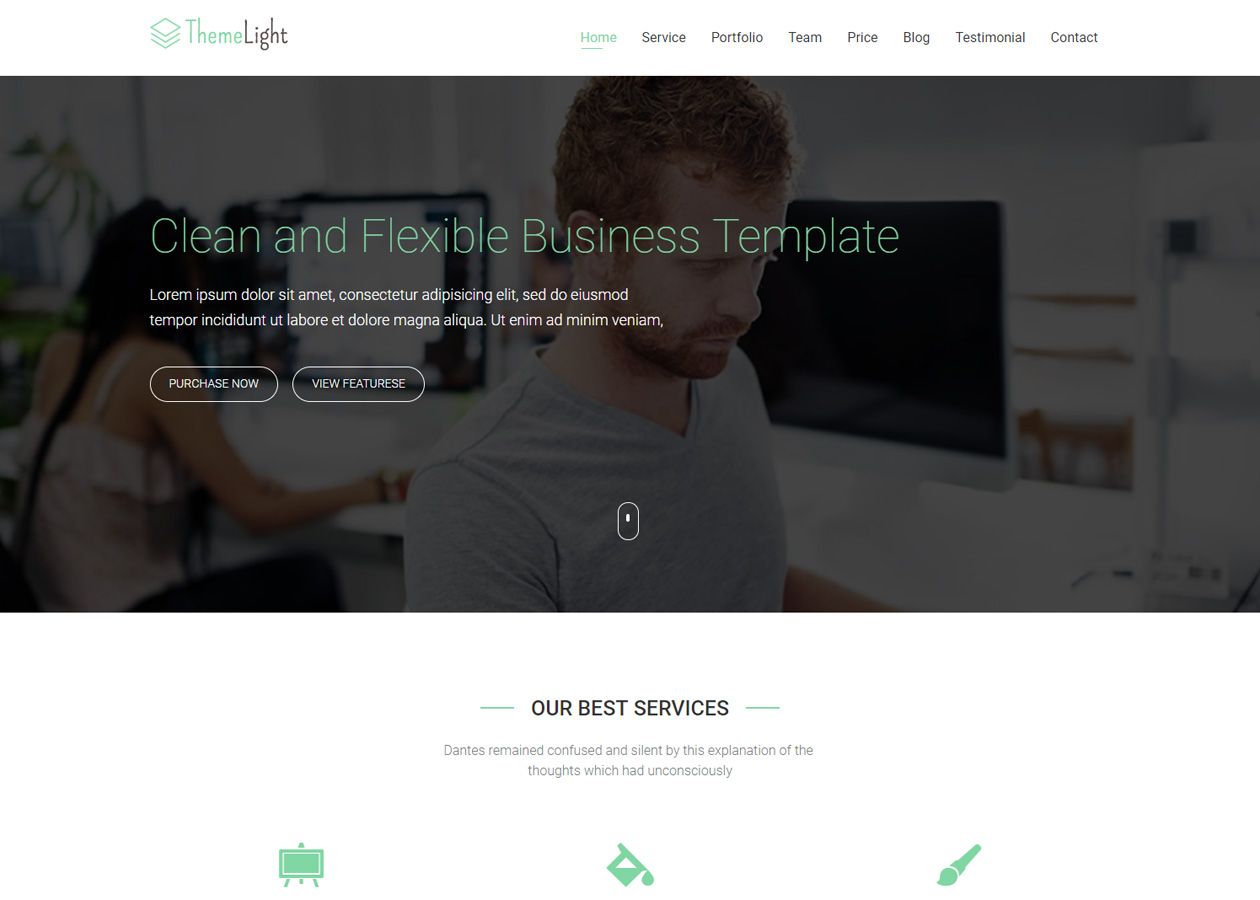 ThemeLight
Home Service Portfolio Team Price Blog Testimonial Contact
Clean and Flexible Business Template
Lorem ipsum dolor sit amet, consectetur adipisicing elit, sed do eiusmod
tempor incididunt ut labore et dolore magna aliqua. Ut enim ad minim veniam,
PURCHASE NOW VIEW FEATURESE
OUR BEST SERVICES
Dantes remained confused and silent by this explanation of the
thoughts which had unconsciously